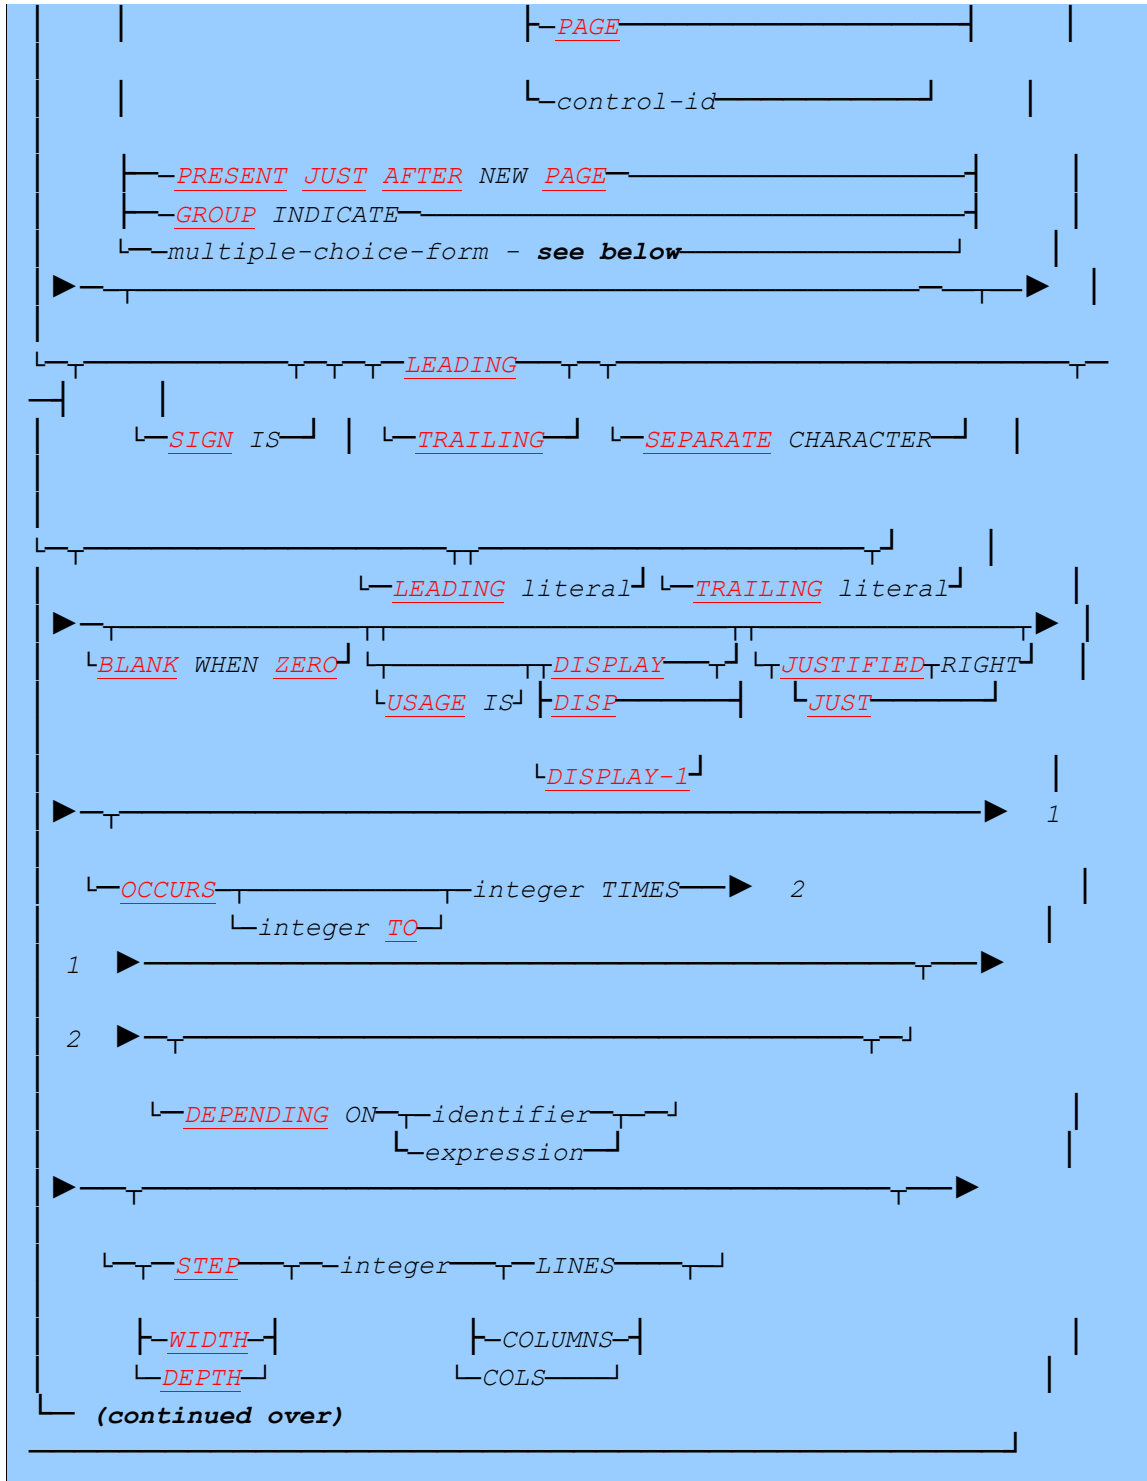 PAGE
control-id
PRESENT JUST AFTER NEW PAGE
GROUP INDICATE
multiple-choice-form - see below
LEADING
SIGN IS TRAILING SEPARATE CHARACTER
LEADING literal TRAILING literal
BLANK WHEN ZERO DISPLAY JUSTIFIED RIGHT
USAGE IS DISP JUST
DISPLAY-1
1
OCCURS integer TIMES 2
integer TO
1
2
DEPENDING ON identifier
expression
STEP integer LINES
WIDTH COLUMNS
DEPTH COLS
(continued over)